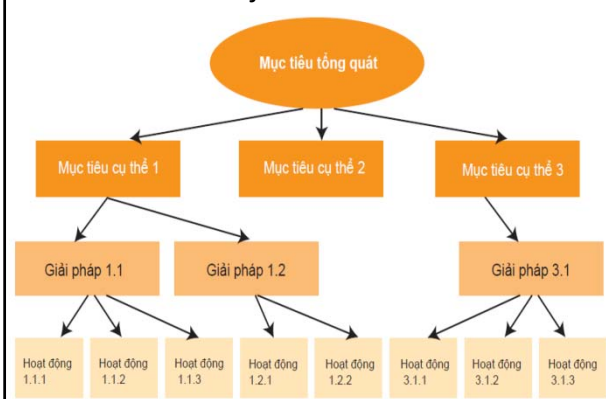 Mục tiêu tổng quát
Mục tiêu cụ thể 1
Mục tiêu cụ thể 2
Mục tiêu cụ thể 3
Giải pháp 1.1
Giải pháp 1.2
Giải pháp 3.1
Hoạt động
1.1.1
Hoạt động
1.1.2
Hoạt động
1.1.3
Hoạt động
1.2.1
Hoạt động
1.2.2
Hoạt động
3.1.1
Hoạt động
3.1.2
Hoạt động
3.1.3